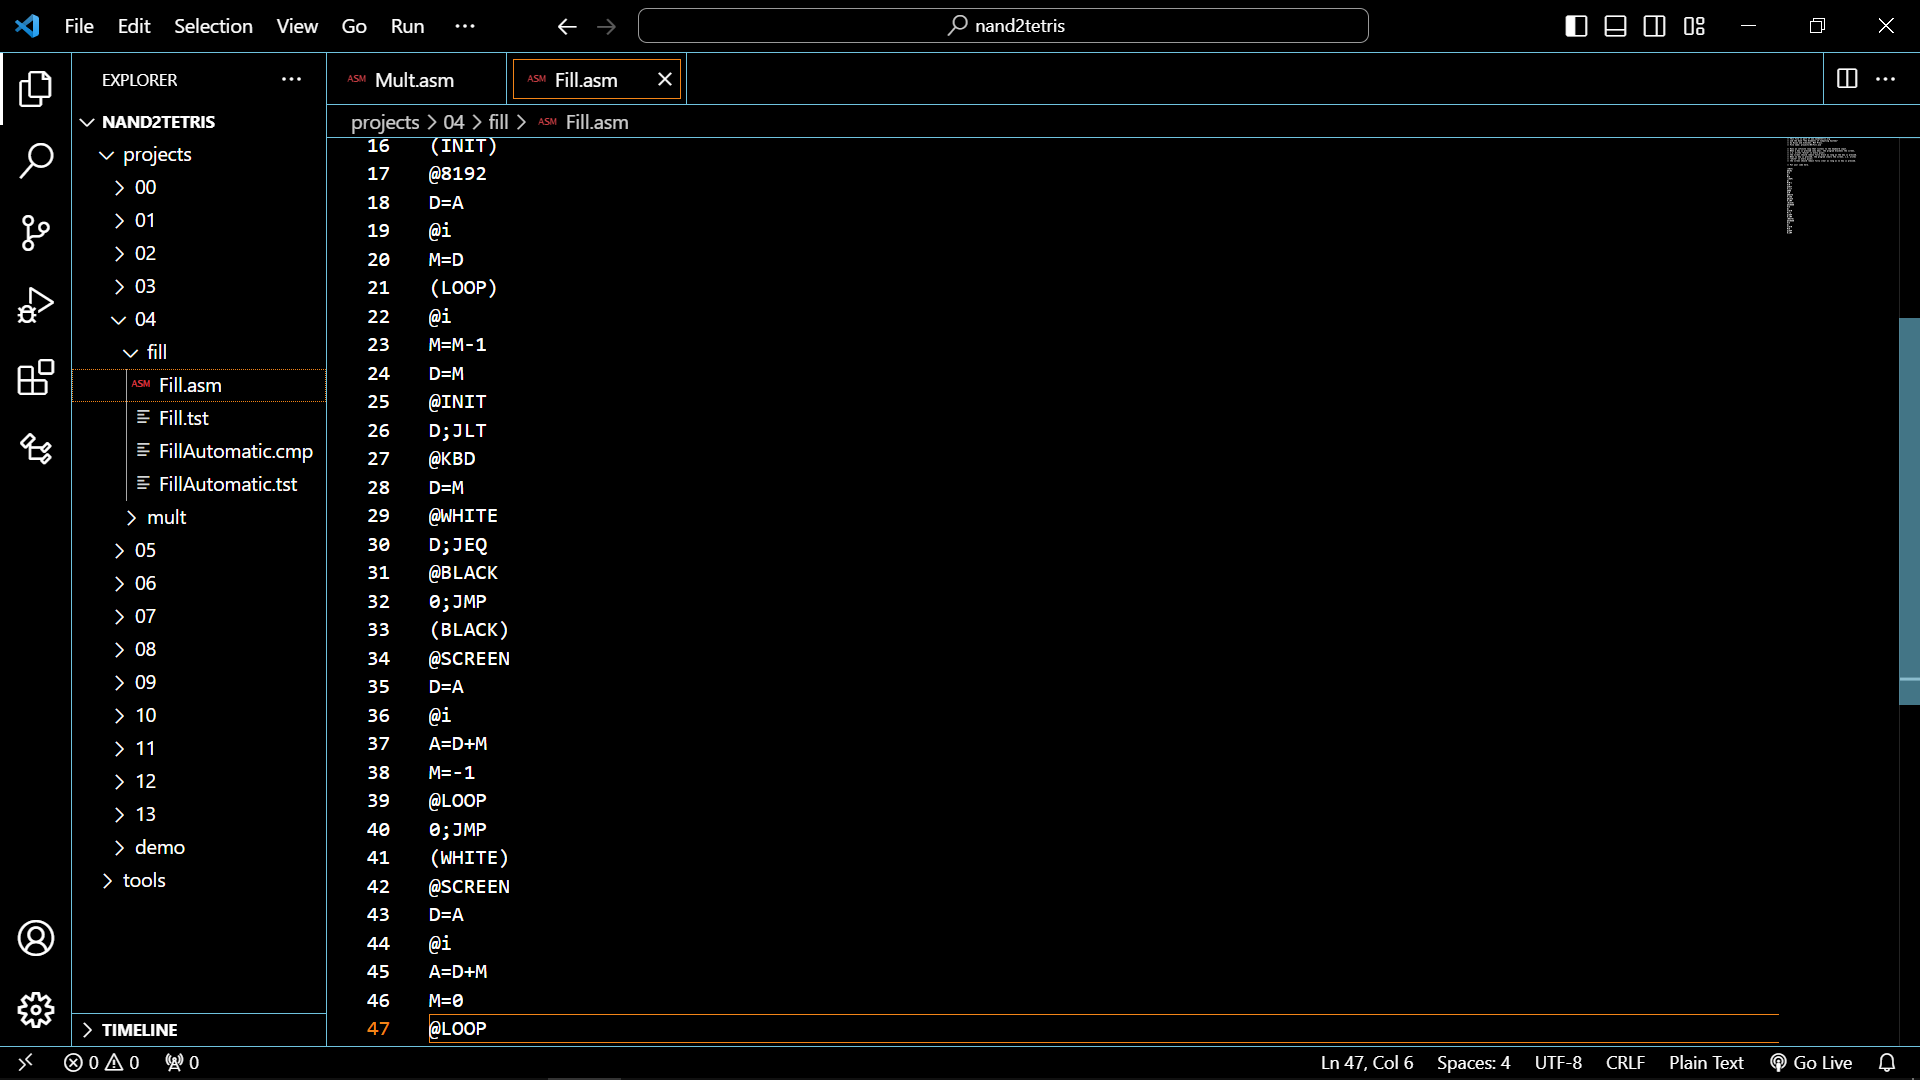 File Edit Selection View Go Run ···
nand2tetris
EXPLORER
NAND2TETRIS
projects
00
01
02
03
04
fill
ASM Fill.asm
Fill.tst
FillAutomatic.cmp
FillAutomatic.tst
mult
05
06
07
08
09
10
11
12
13
demo
tools
TIMELINE
ASM Mult.asm
ASM Fill.asm
projects > 04 > fill > ASM Fill.asm
16 (INIT)
17 @8192
18 D=A
19 @i
20 M=D
21 (LOOP)
22 @i
23 M=M-1
24 D=M
25 @INIT
26 D;JLT
27 @KBD
28 D=M
29 @WHITE
30 D;JEQ
31 @BLACK
32 0;JMP
33 (BLACK)
34 @SCREEN
35 D=A
36 @i
37 A=D+M
38 M=-1
39 @LOOP
40 0;JMP
41 (WHITE)
42 @SCREEN
43 D=A
44 @i
45 A=D+M
46 M=0
47 @LOOP
0 0 0
Ln 47, Col 6 Spaces: 4 UTF-8 CRLF Plain Text Go Live